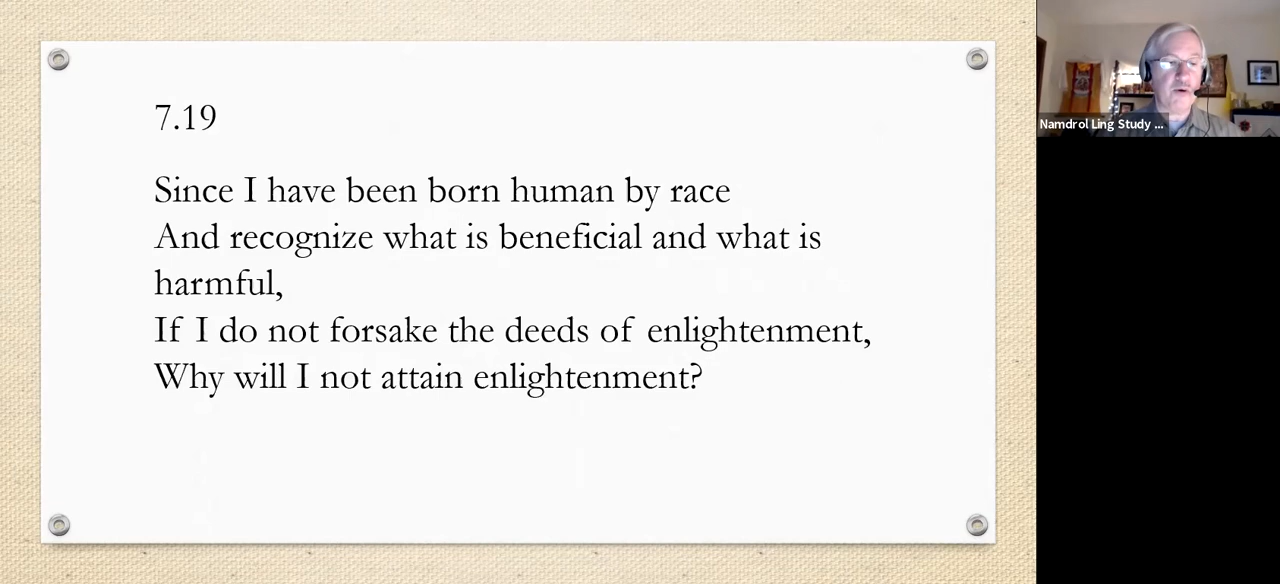 7.19
Since I have been born human by race
And recognize what is beneficial and what is
harmful,
If I do not forsake the deeds of enlightenment,
Why will I not attain enlightenment?
Namdrol Ling Study ...